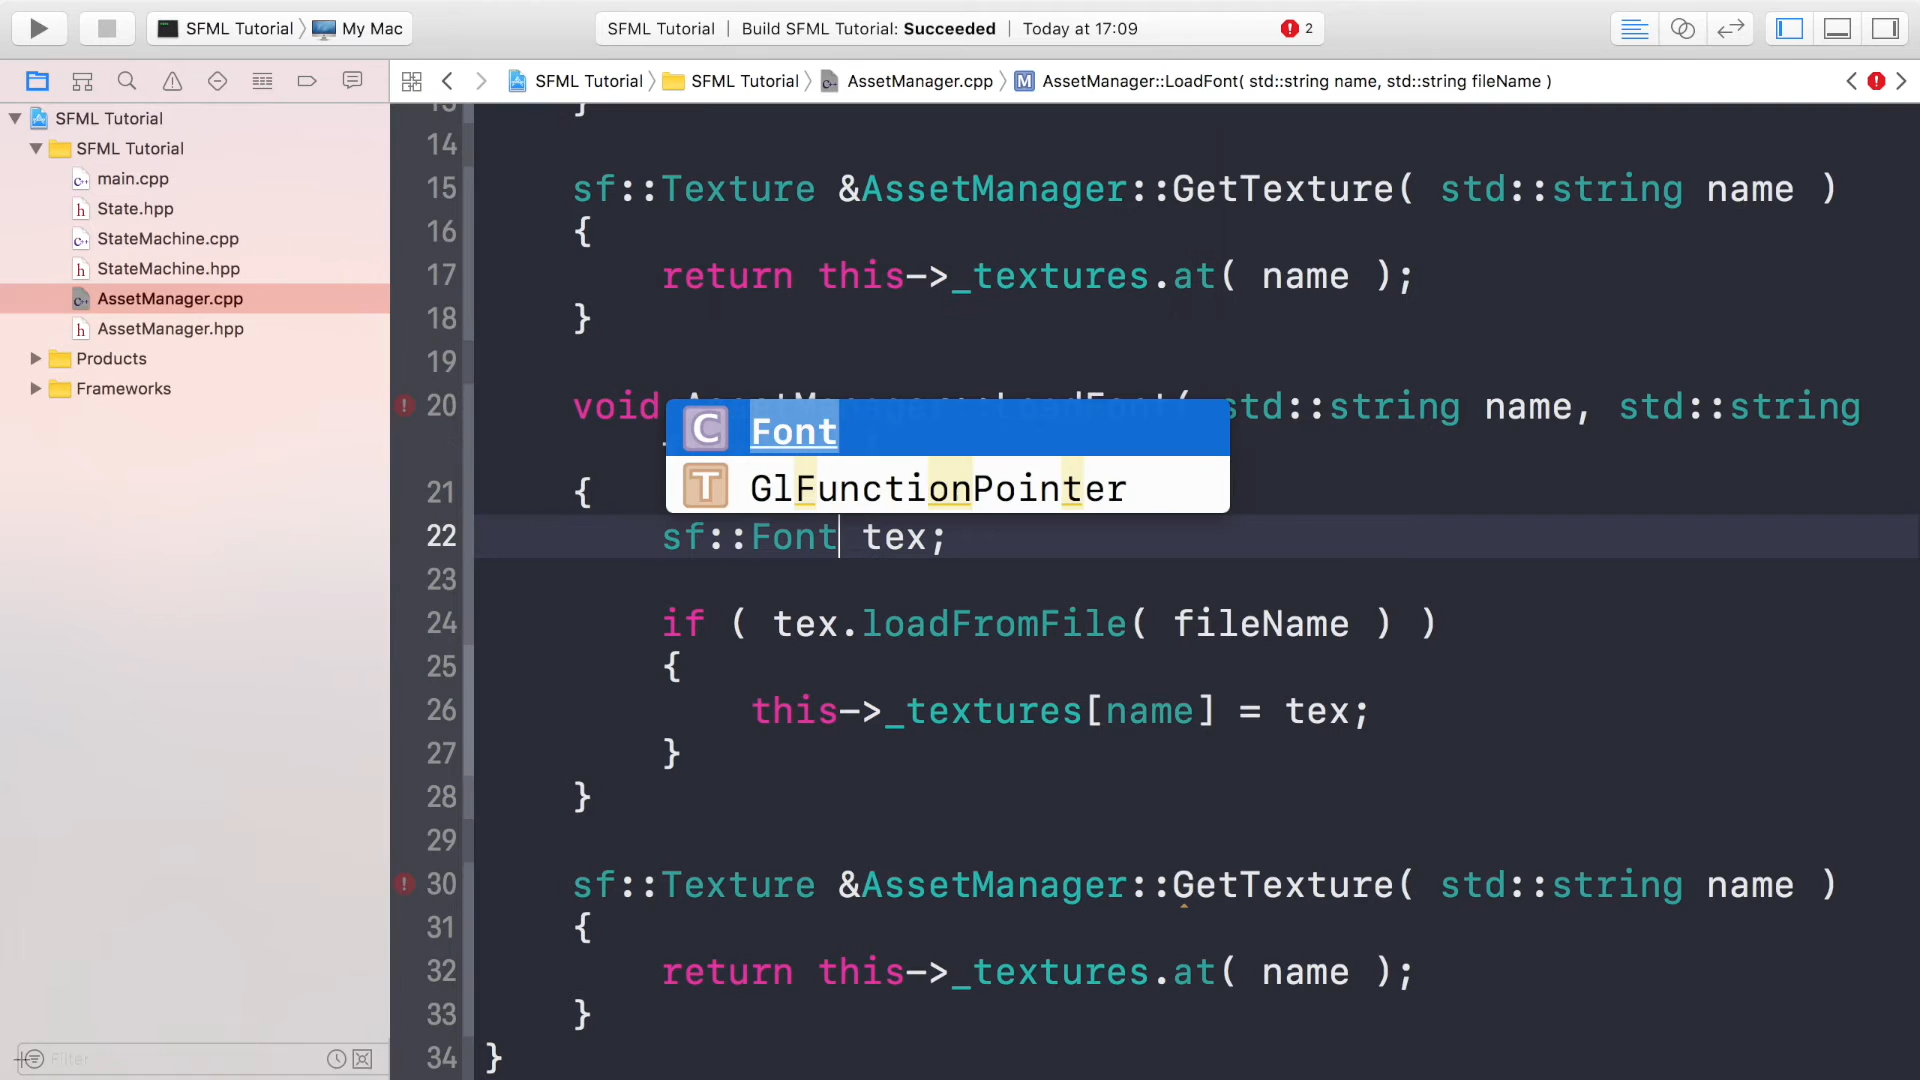 SFML Tutorial My Mac SFML Tutorial Build SFML Tutorial: Succeeded Today at 17:09 2
SFML Tutorial SFML Tutorial AssetManager.cpp M AssetManager::LoadFont( std::string name, std::string fileName )
SFML Tutorial
SFML Tutorial
main.cpp
State.hpp
StateMachine.cpp
StateMachine.hpp
AssetManager.cpp
AssetManager.hpp
Products
Frameworks
Filter
13 }
14
15 sf::Texture &AssetManager::GetTexture( std::string name )
16 {
17 return this->_textures.at( name );
18 }
19
20 void AssetManager::LoadFont( std::string name, std::string
C Font
T GlFunctionPointer
21 {
22 sf::Font tex;
23
24 if ( tex.loadFromFile( fileName ) )
25 {
26 this->_textures[name] = tex;
27 }
28 }
29
30 sf::Texture &AssetManager::GetTexture( std::string name )
31 {
32 return this->_textures.at( name );
33 }
34 }